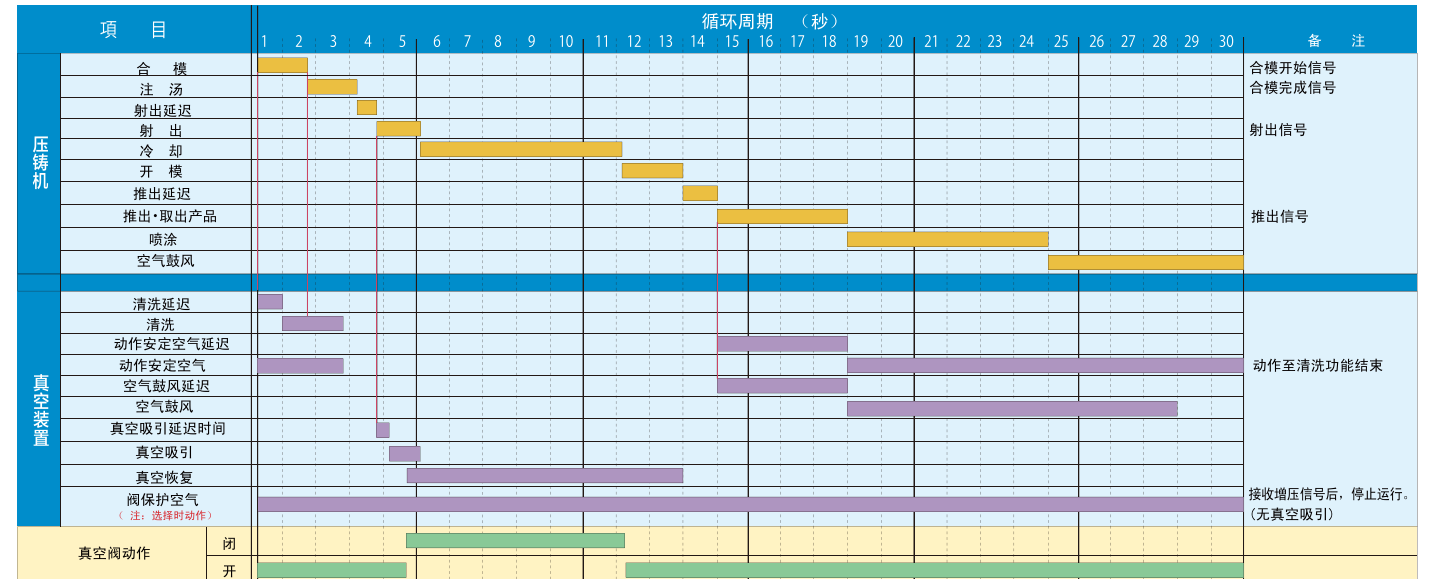 項 目
循环周期 （秒）
1 2 3 4 5 6 7 8 9 10 11 12 13 14 15 16 17 18 19 20 21 22 23 24 25 26 27 28 29 30
备 注
压铸机
合 模
合模开始信号
注 汤
合模完成信号
射出延迟
射 出
射出信号
冷 却
开 模
推出延迟
推出·取出产品
推出信号
喷涂
空气鼓风
真空装置
清洗延迟
清洗
动作安定空气延迟
动作安定空气
动作至清洗功能结束
空气鼓风延迟
空气鼓风
真空吸引延迟时间
真空吸引
真空恢复
阀保护空气
（ 注：选择时动作）
接收增压信号后，停止运行。
（无真空吸引）
真空阀动作
闭
开